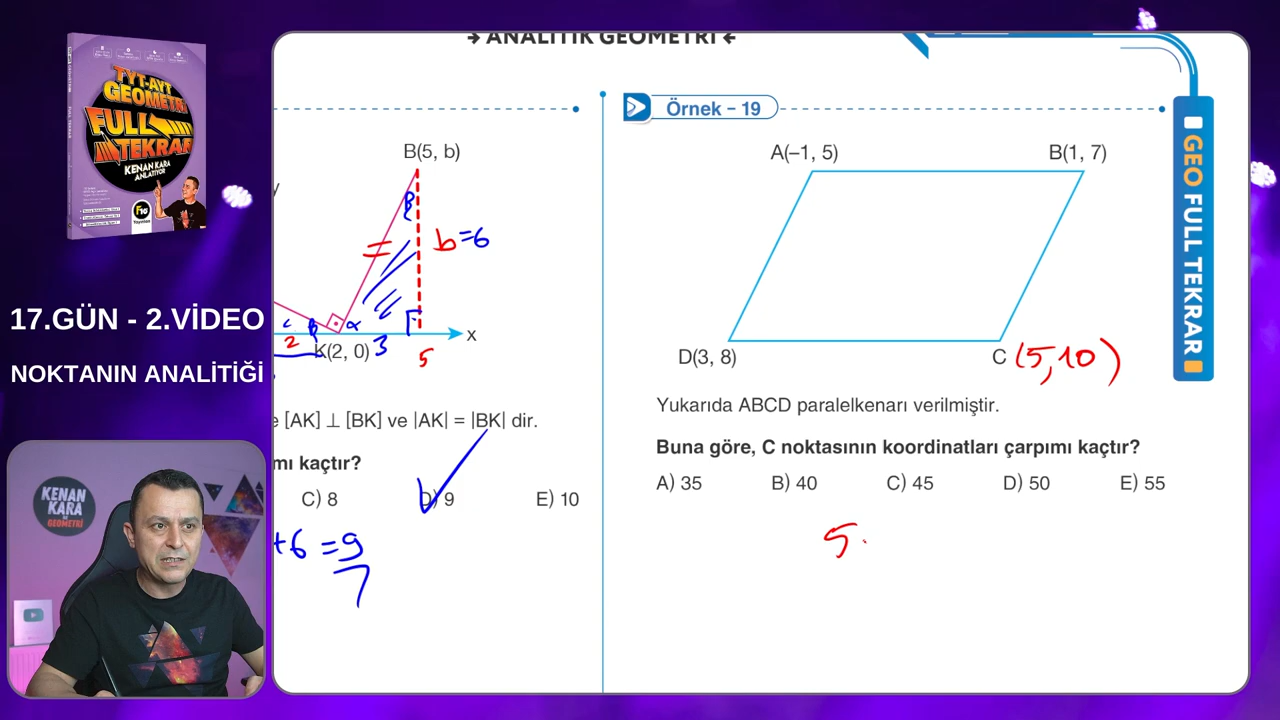 TYT-AYT
GEOMETRİ
FULL
TEKRAR
KENAN KARA
ANLATIYOR
17.GÜN - 2.VİDEO
NOKTANIN ANALİTİĞİ
KENAN
KARA
GEOMETRİ
→ ANALİTİK GEOMETRİ ←
B(5, b)
y
β
b=6
2
β
α
K(2, 0)
3
5
x
e [AK] ⊥ [BK] ve |AK| = |BK| dir.
mı kaçtır?
C) 8
D) 9
E) 10
+6 = 9
Örnek – 19
A(–1, 5)
B(1, 7)
D(3, 8)
C (5,10)
Yukarıda ABCD paralelkenarı verilmiştir.
Buna göre, C noktasının koordinatları çarpımı kaçtır?
A) 35
B) 40
C) 45
D) 50
E) 55
5.
GEO FULL TEKRAR